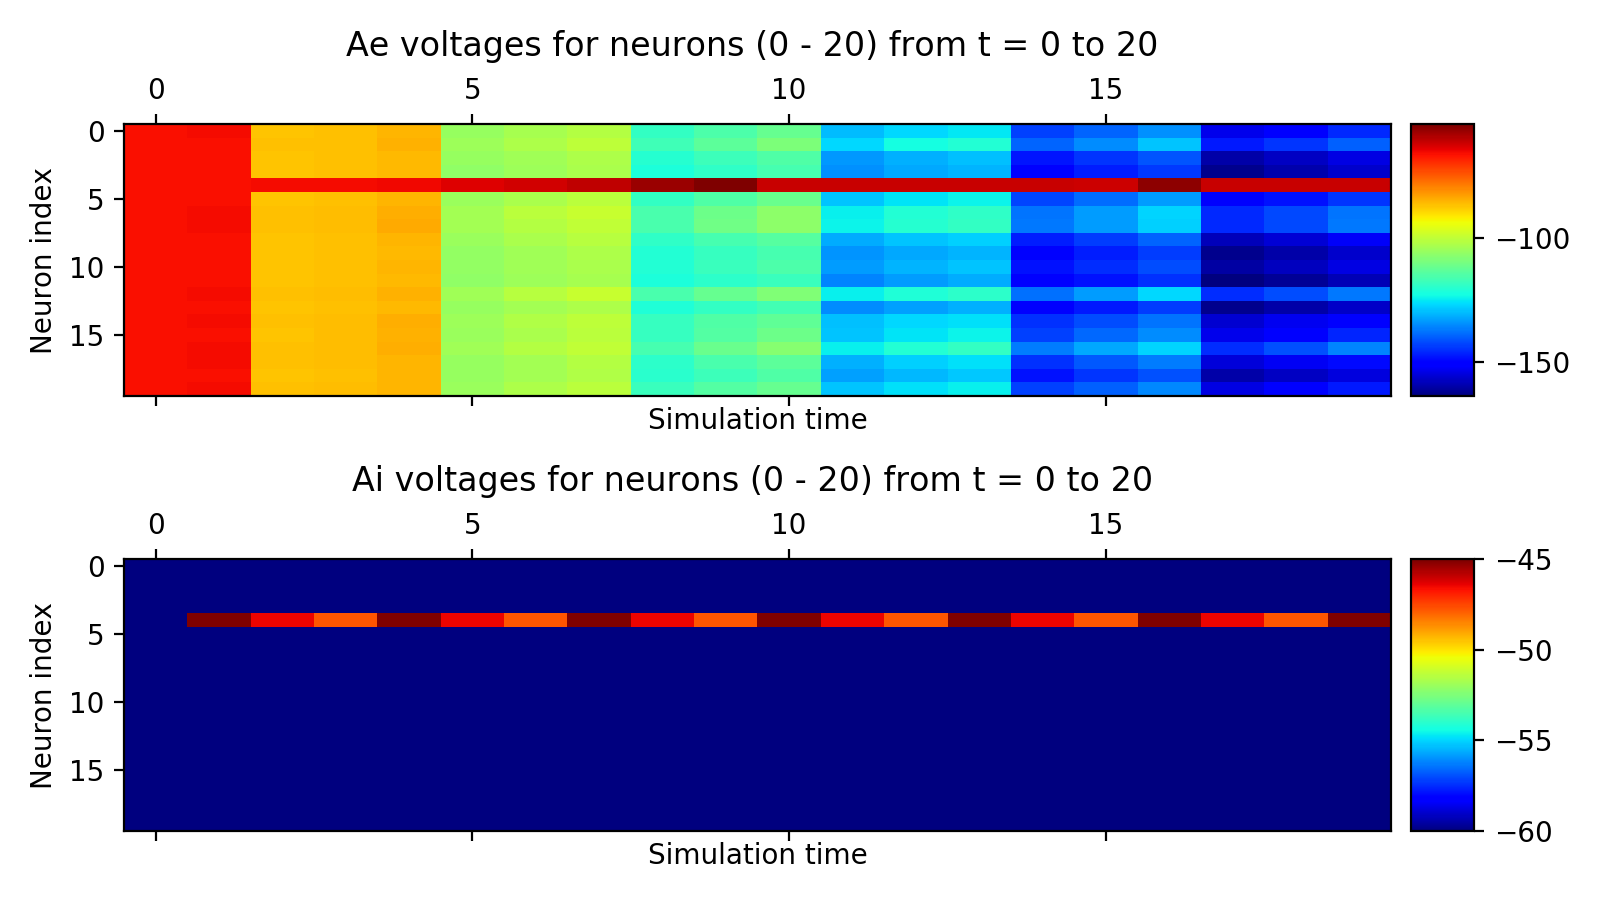 Ae voltages for neurons (0 - 20) from t = 0 to 20
0 5 10 15
0
5
10
15
Neuron index
Simulation time
−100
−150
Ai voltages for neurons (0 - 20) from t = 0 to 20
0 5 10 15
0
5
10
15
Neuron index
Simulation time
−45
−50
−55
−60